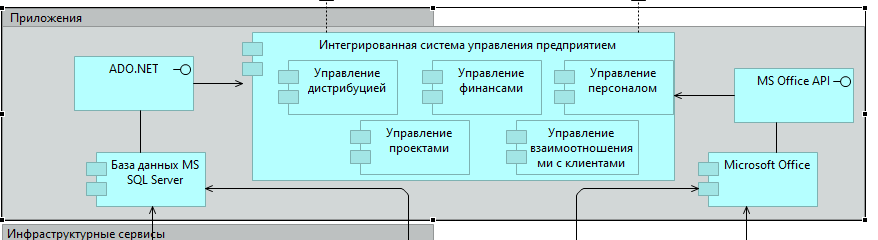 Приложения
Интегрированная система управления предприятием
ADO.NET
Управление
дистрибуцией
Управление
финансами
Управление
персоналом
MS Office API
Управление
проектами
Управление
взаимоотношения
ми с клиентами
База данных MS
SQL Server
Microsoft Office
Инфраструктурные сервисы